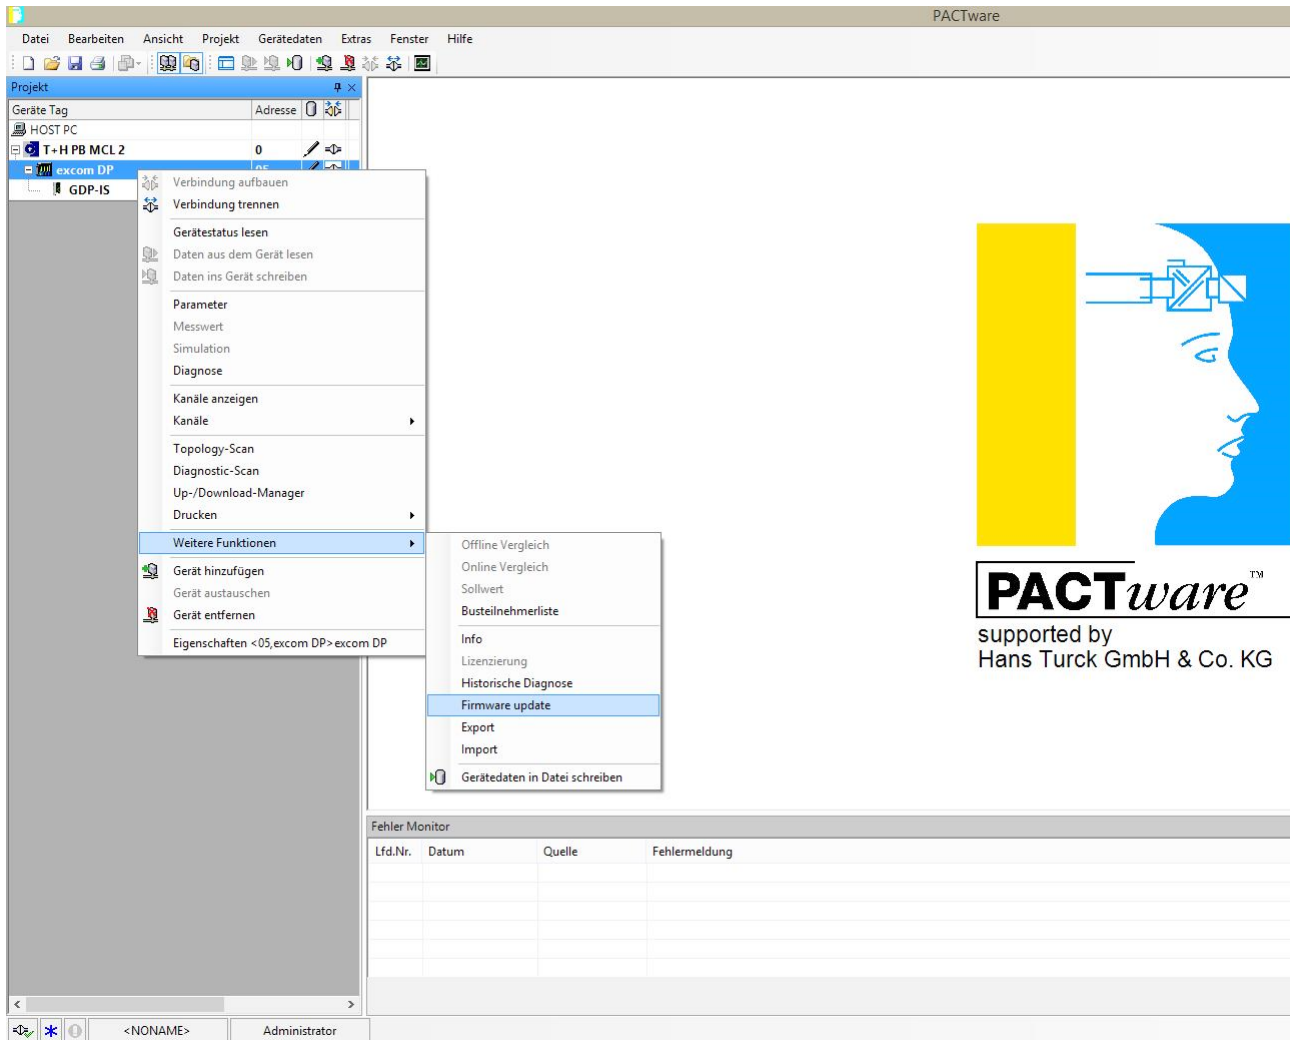 PACTware
Datei Bearbeiten Ansicht Projekt Gerätedaten Extras Fenster Hilfe
Projekt
Geräte Tag Adresse
HOST PC
T+H PB MCL 2 0
excom DP 05
GDP-IS
Verbindung aufbauen
Verbindung trennen
Gerätestatus lesen
Daten aus dem Gerät lesen
Daten ins Gerät schreiben
Parameter
Messwert
Simulation
Diagnose
Kanäle anzeigen
Kanäle
Topology-Scan
Diagnostic-Scan
Up-/Download-Manager
Drucken
Weitere Funktionen
Gerät hinzufügen
Gerät austauschen
Gerät entfernen
Eigenschaften <05,excom DP>excom DP
Offline Vergleich
Online Vergleich
Sollwert
Busteilnehmerliste
Info
Lizenzierung
Historische Diagnose
Firmware update
Export
Import
Gerätedaten in Datei schreiben
PACTware™
supported by
Hans Turck GmbH & Co. KG
Fehler Monitor
Lfd.Nr. Datum Quelle Fehlermeldung
<NONAME> Administrator